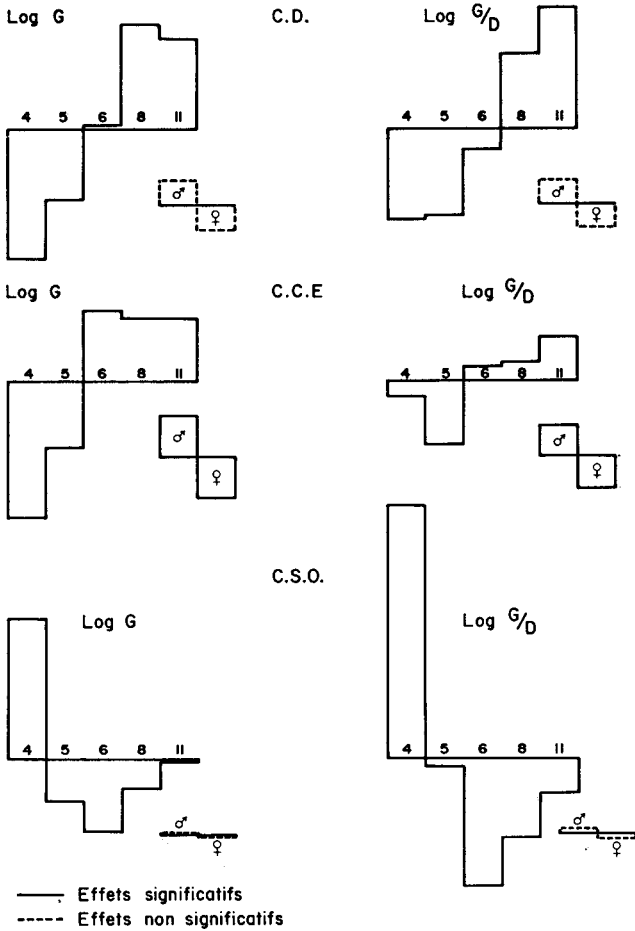 Log G C.D. Log G/D
4 5 6 8 11
4 5 6 8 11
♂ ♀
♂ ♀
Log G C.C.E Log G/D
4 5 6 8 11
4 5 6 8 11
♂ ♀
♂ ♀
C.S.O.
Log G Log G/D
4 5 6 8 11
4 5 6 8 11
♂ ♀
♂ ♀
Effets significatifs
Effets non significatifs